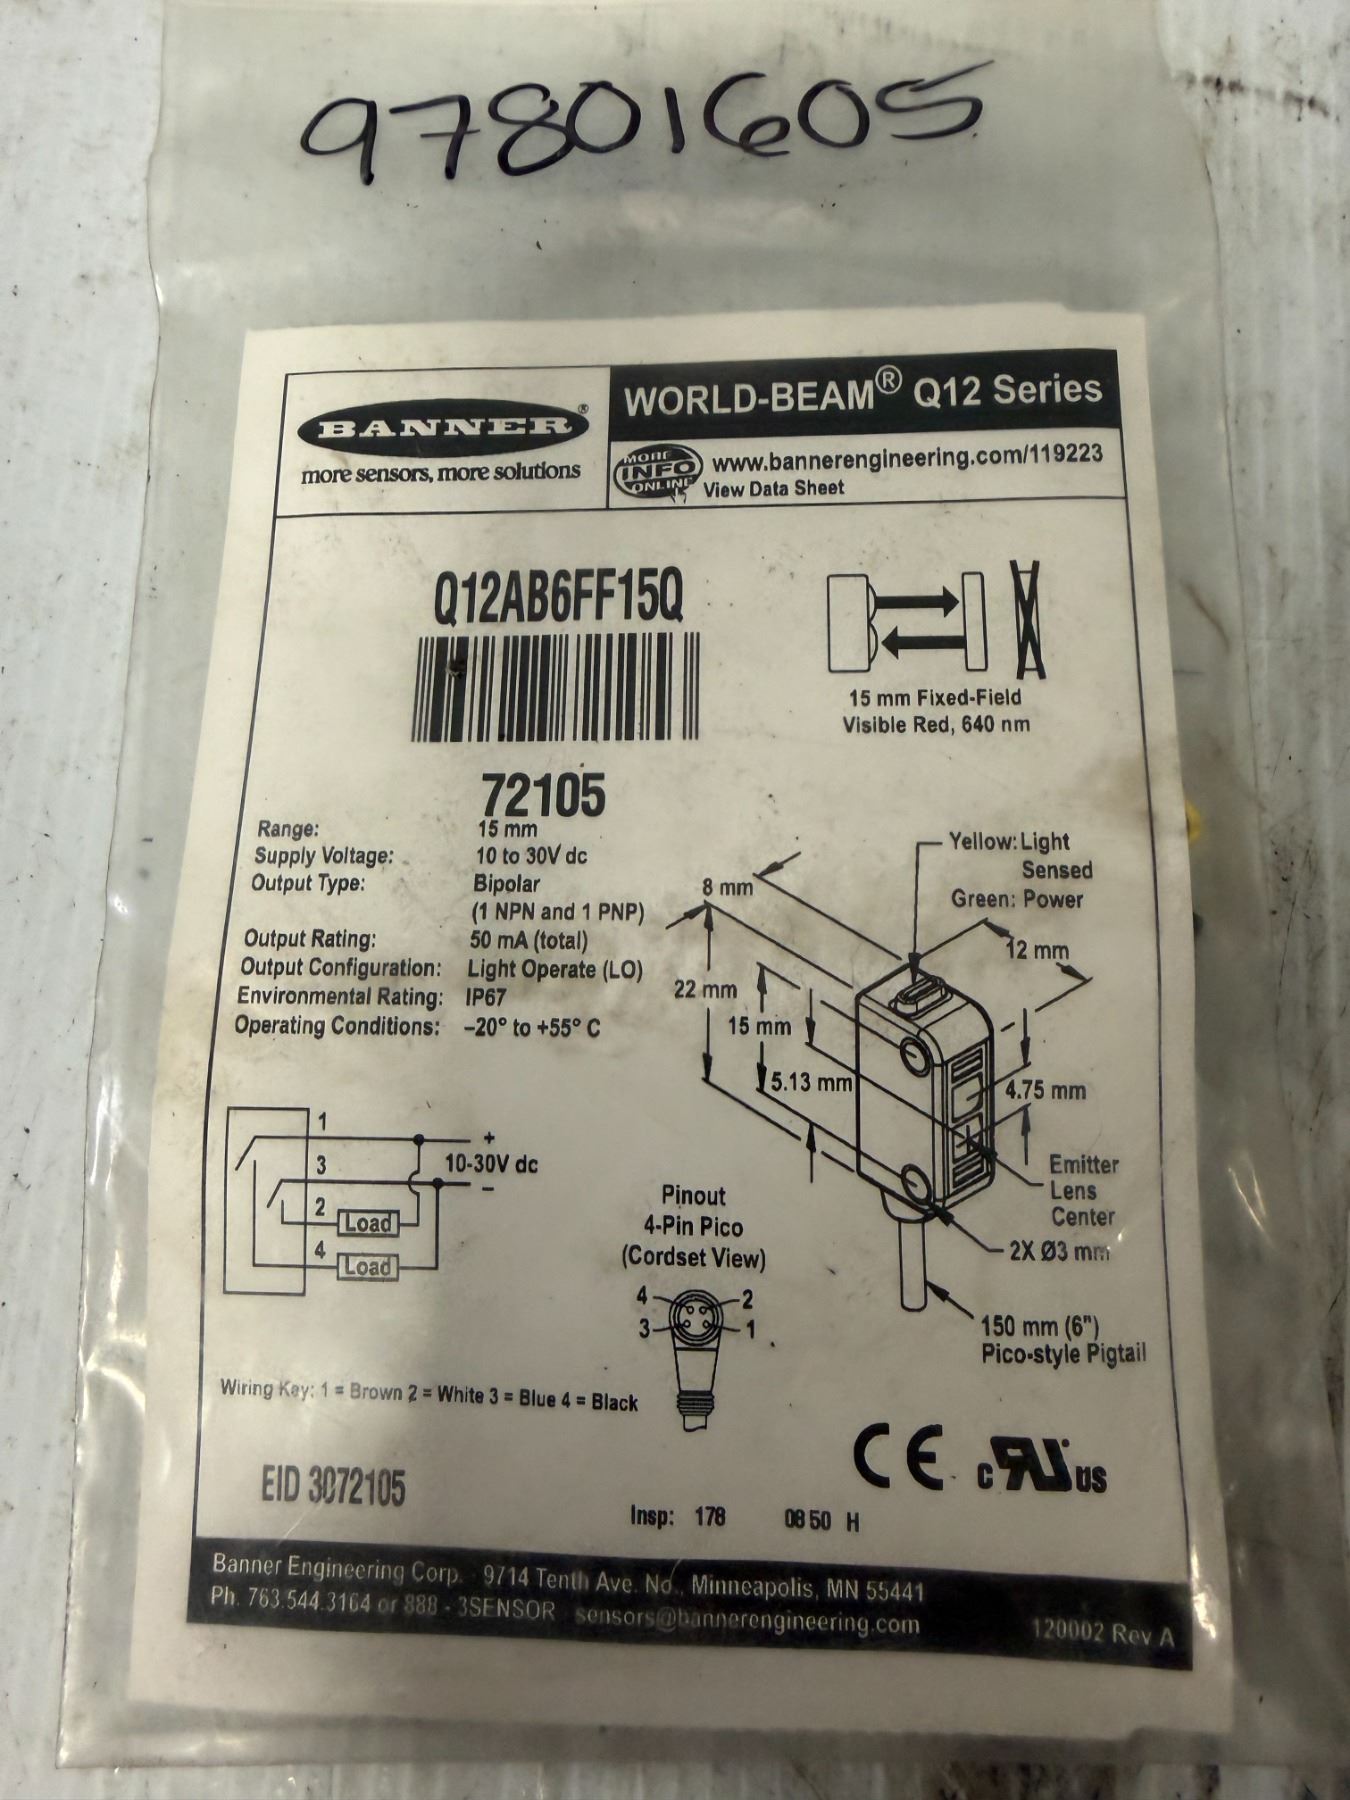 97801605
BANNER®
more sensors, more solutions
WORLD-BEAM® Q12 Series
MORE INFO ONLINE
www.bannerengineering.com/119223
View Data Sheet
Q12AB6FF15Q
72105
15 mm Fixed-Field
Visible Red, 640 nm
Range: 15 mm
Supply Voltage: 10 to 30V dc
Output Type: Bipolar
(1 NPN and 1 PNP)
Output Rating: 50 mA (total)
Output Configuration: Light Operate (LO)
Environmental Rating: IP67
Operating Conditions: –20° to +55° C
Yellow: Light
Sensed
Green: Power
8 mm
12 mm
22 mm
15 mm
5.13 mm
4.75 mm
Emitter
Lens
Center
2X Ø3 mm
150 mm (6")
Pico-style Pigtail
1
+
3
10-30V dc
–
2
Load
4
Load
Pinout
4-Pin Pico
(Cordset View)
4 2
3 1
Wiring Key: 1 = Brown 2 = White 3 = Blue 4 = Black
CE cRUus
EID 3072105
Insp: 178 0850 H
Banner Engineering Corp. 9714 Tenth Ave. No., Minneapolis, MN 55441
Ph. 763.544.3164 or 888 - 3SENSOR sensors@bannerengineering.com
120002 Rev A